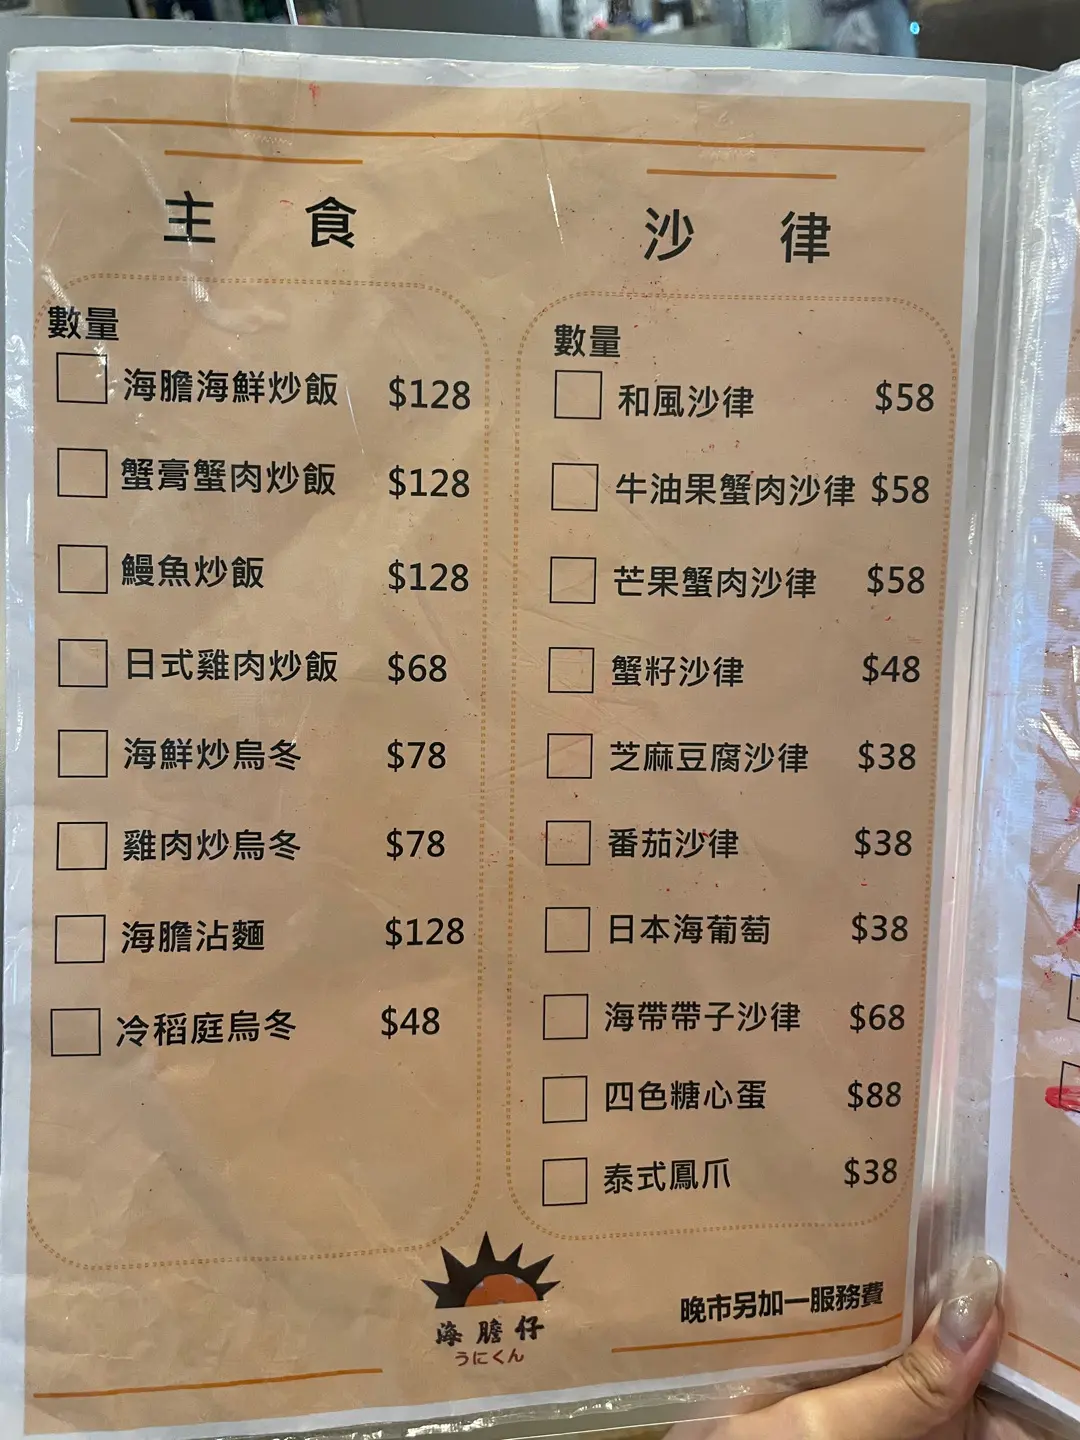 主食
數量
海膽海鮮炒飯 $128
蟹膏蟹肉炒飯 $128
鰻魚炒飯 $128
日式雞肉炒飯 $68
海鮮炒烏冬 $78
雞肉炒烏冬 $78
海膽沾麵 $128
冷稻庭烏冬 $48
沙律
數量
和風沙律 $58
牛油果蟹肉沙律 $58
芒果蟹肉沙律 $58
蟹籽沙律 $48
芝麻豆腐沙律 $38
番茄沙律 $38
日本海葡萄 $38
海帶帶子沙律 $68
四色糖心蛋 $88
泰式鳳爪 $38
海膽仔
うにくん
晚市另加一服務費